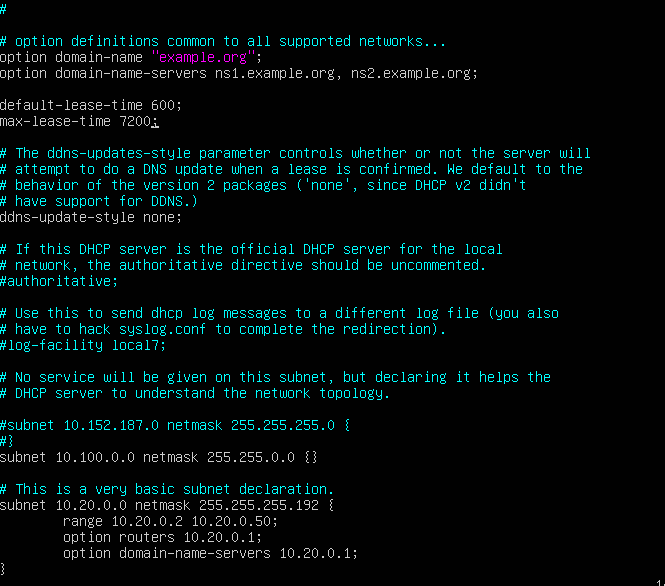 #
# option definitions common to all supported networks...
option domain-name "example.org";
option domain-name-servers ns1.example.org, ns2.example.org;
default-lease-time 600;
max-lease-time 7200;
# The ddns-updates-style parameter controls whether or not the server will
# attempt to do a DNS update when a lease is confirmed. We default to the
# behavior of the version 2 packages ('none', since DHCP v2 didn't
# have support for DDNS.)
ddns-update-style none;
# If this DHCP server is the official DHCP server for the local
# network, the authoritative directive should be uncommented.
#authoritative;
# Use this to send dhcp log messages to a different log file (you also
# have to hack syslog.conf to complete the redirection).
#log-facility local7;
# No service will be given on this subnet, but declaring it helps the
# DHCP server to understand the network topology.
#subnet 10.152.187.0 netmask 255.255.255.0 {
#}
subnet 10.100.0.0 netmask 255.255.0.0 {}
# This is a very basic subnet declaration.
subnet 10.20.0.0 netmask 255.255.255.192 {
        range 10.20.0.2 10.20.0.50;
        option routers 10.20.0.1;
        option domain-name-servers 10.20.0.1;
}